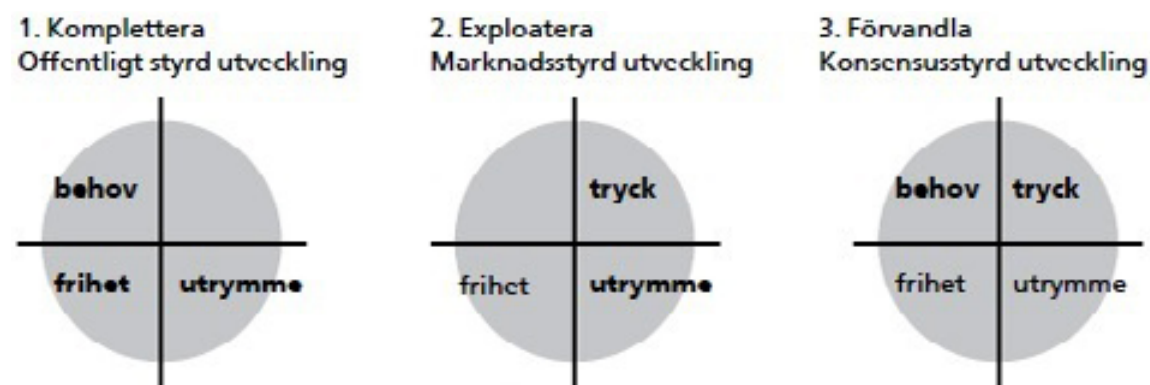 1. Komplettera
Offentligt styrd utveckling
behov
frihet utrymme
2. Exploatera
Marknadsstyrd utveckling
tryck
frihet utrymme
3. Förvandla
Konsensusstyrd utveckling
behov tryck
frihet utrymme